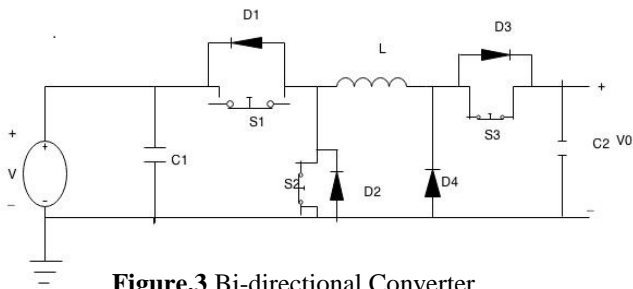 D1
D3
L
S1
S3
+
+
V
C1
C2
V0
S2
D2
D4
+
-
_
_
Figure.3 Bi-directional Converter